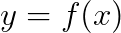 y = f(x)